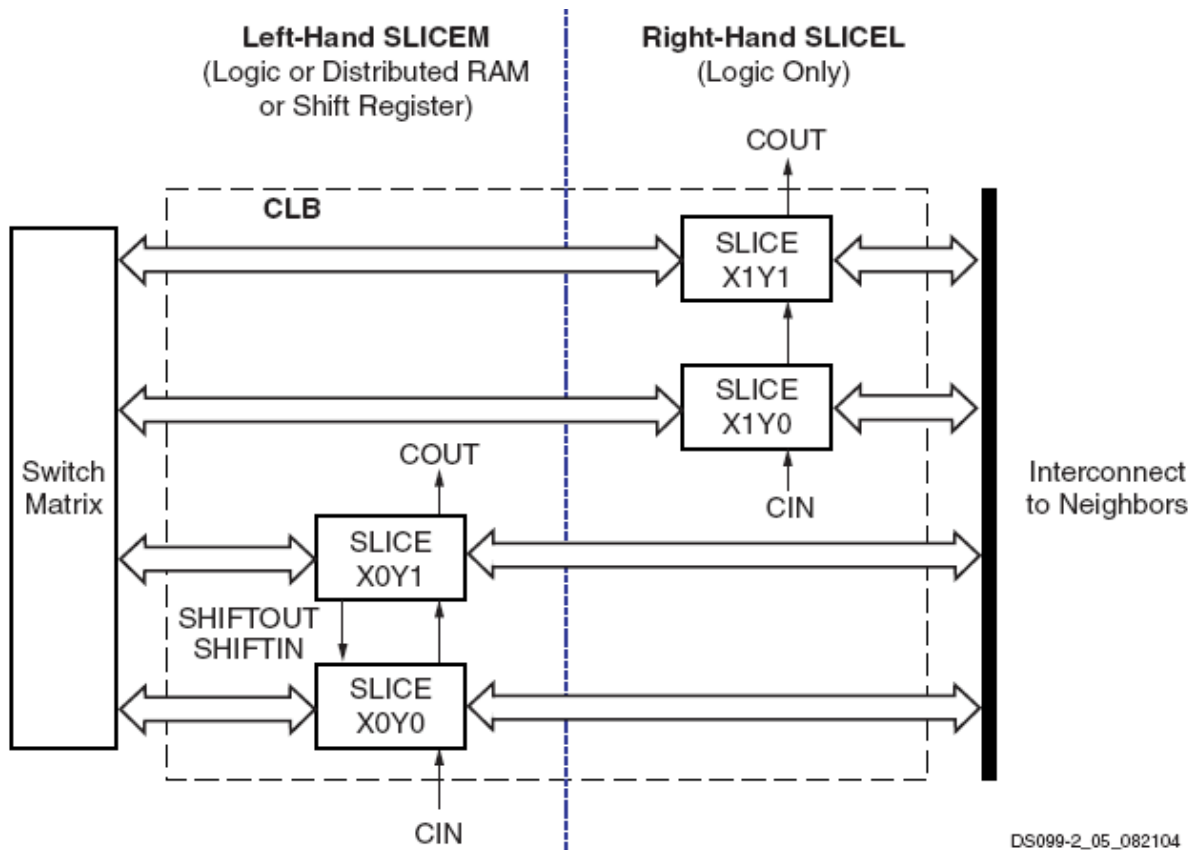 Left-Hand SLICEM
(Logic or Distributed RAM
or Shift Register)
Right-Hand SLICEL
(Logic Only)
COUT
CLB
SLICE
X1Y1
SLICE
X1Y0
COUT
CIN
Switch
Matrix
Interconnect
to Neighbors
SLICE
X0Y1
SHIFTOUT
SHIFTIN
SLICE
X0Y0
CIN
DS099-2_05_082104